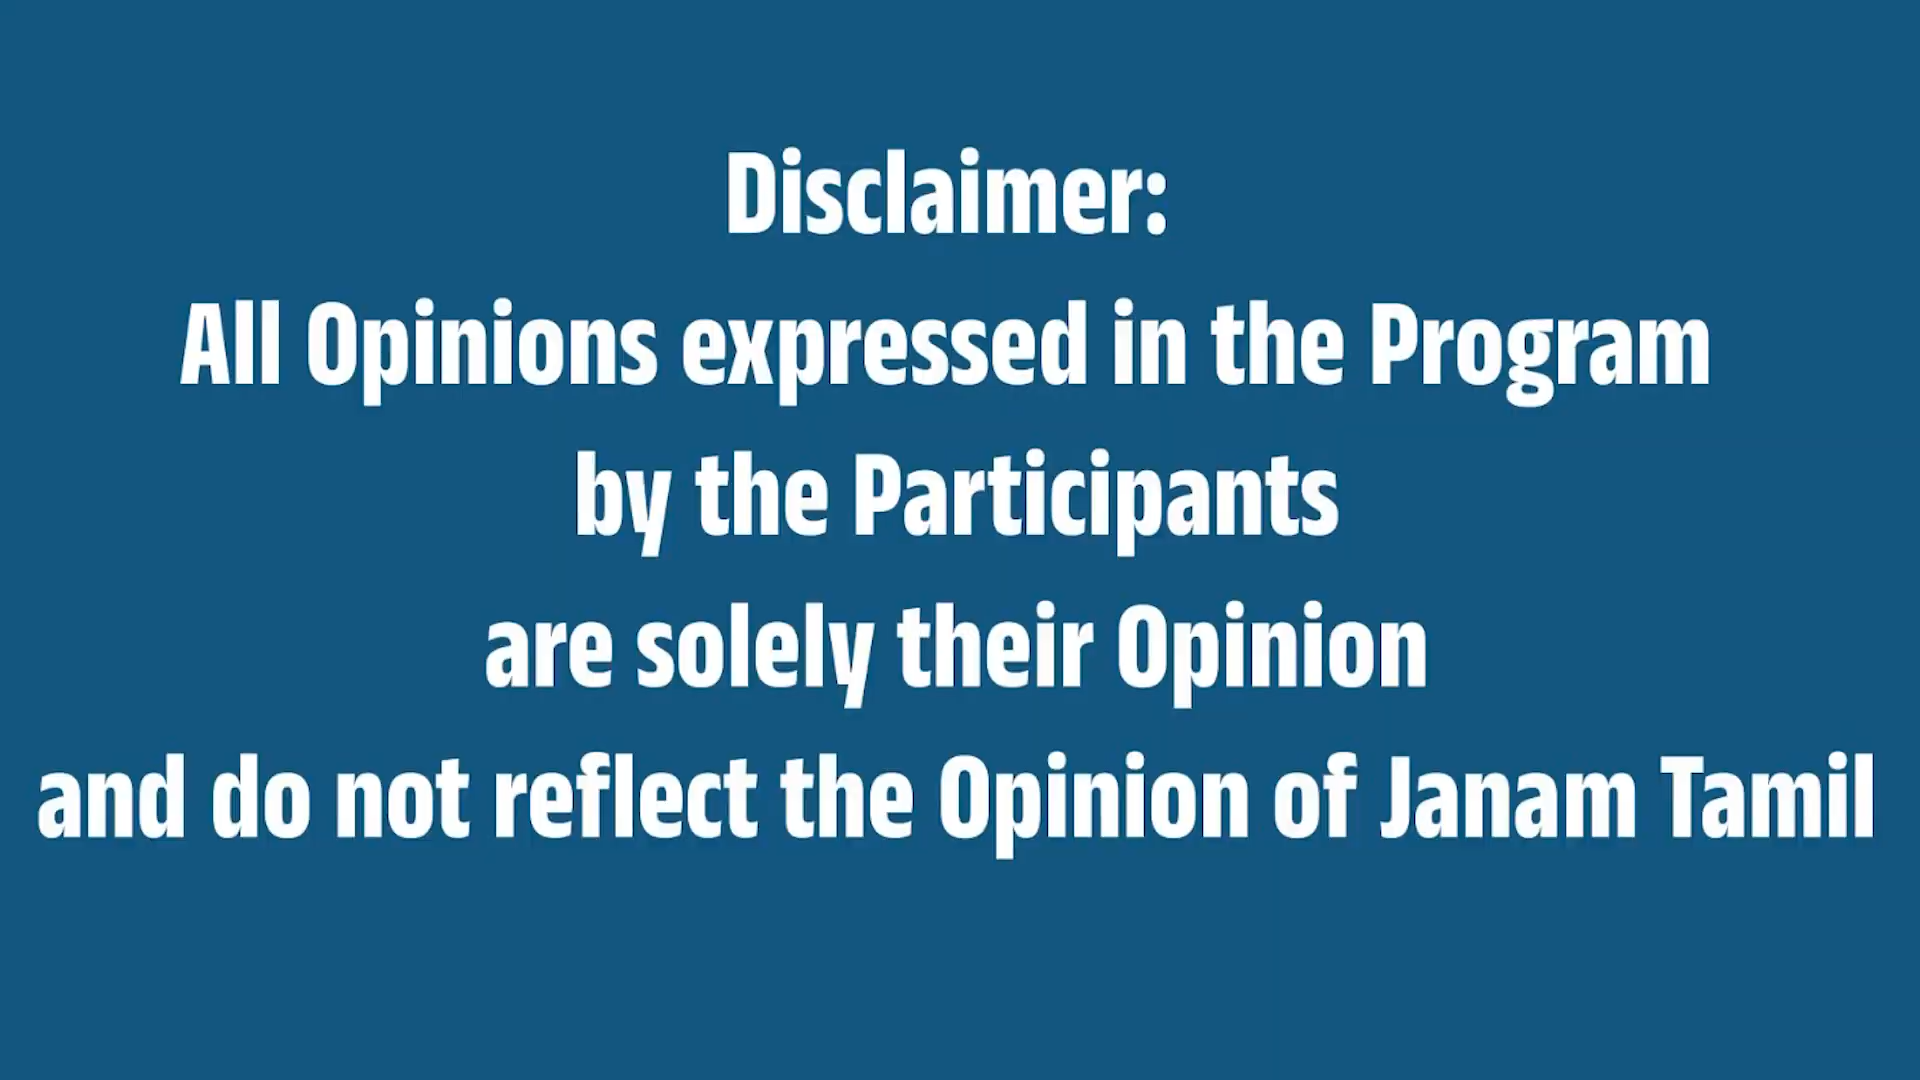 Disclaimer:
All Opinions expressed in the Program
by the Participants
are solely their Opinion
and do not reflect the Opinion of Janam Tamil